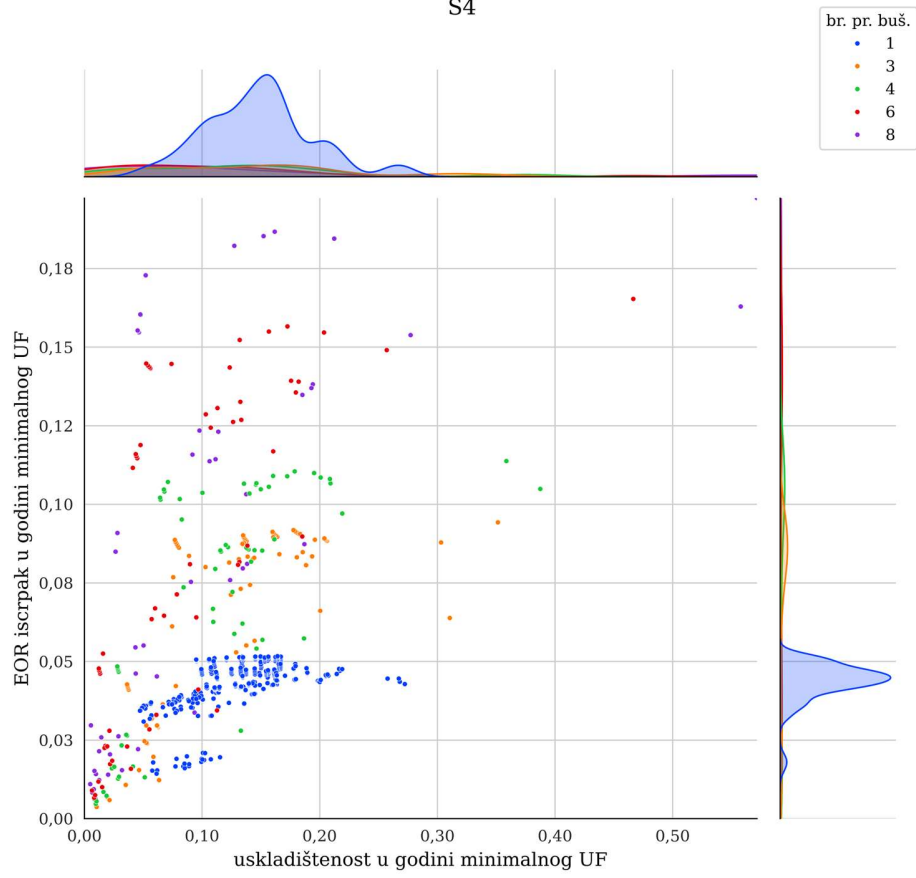 S4
br. pr. buš.
1
3
4
6
8
EOR iscrpak u godini minimalnog UF
0,18
0,15
0,12
0,10
0,08
0,05
0,03
0,00
0,00 0,10 0,20 0,30 0,40 0,50
uskladištenost u godini minimalnog UF